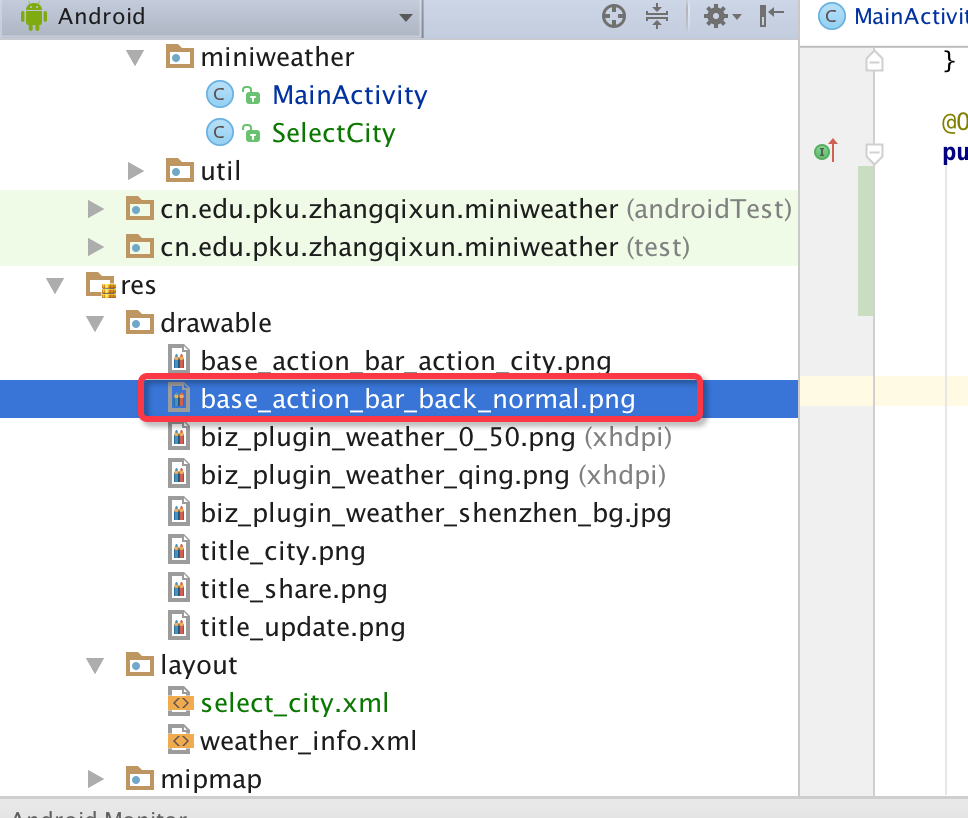 Android
miniweather
C MainActivity
C SelectCity
util
cn.edu.pku.zhangqixun.miniweather (androidTest)
cn.edu.pku.zhangqixun.miniweather (test)
res
drawable
base_action_bar_action_city.png
base_action_bar_back_normal.png
biz_plugin_weather_0_50.png (xhdpi)
biz_plugin_weather_qing.png (xhdpi)
biz_plugin_weather_shenzhen_bg.jpg
title_city.png
title_share.png
title_update.png
layout
select_city.xml
weather_info.xml
mipmap
Android Monitor
C MainActivit
}
@O
pu